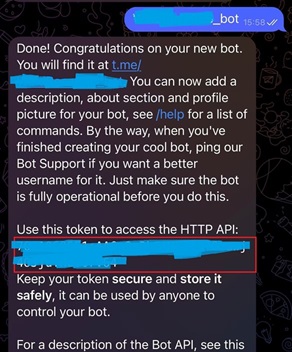 _bot 15:58
Done! Congratulations on your new bot.
You will find it at t.me/
You can now add a
description, about section and profile
picture for your bot, see /help for a list of
commands. By the way, when you've
finished creating your cool bot, ping our
Bot Support if you want a better
username for it. Just make sure the bot
is fully operational before you do this.
Use this token to access the HTTP API:
Keep your token secure and store it
safely, it can be used by anyone to
control your bot.
For a description of the Bot API, see this